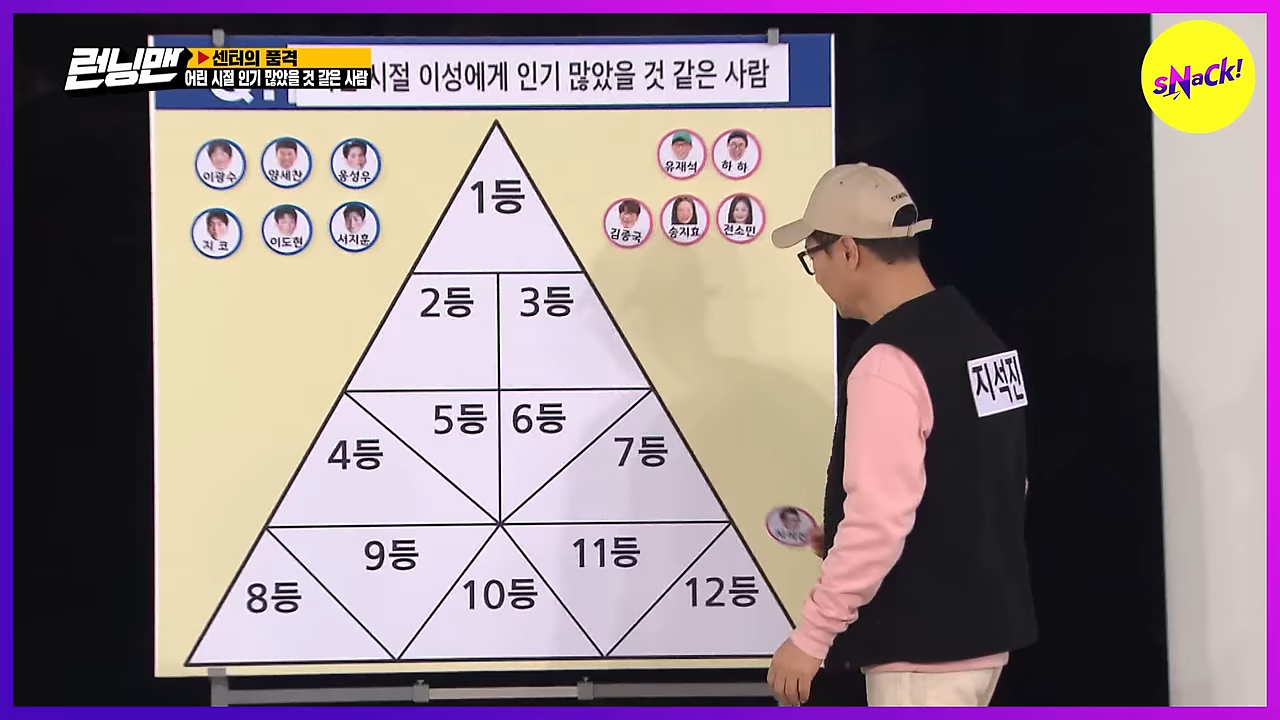 런닝맨
▶센터의 품격
어린 시절 인기 많았을 것 같은 사람
시절 이성에게 인기 많았을 것 같은 사람
sNacK!
이광수 양세찬 옹성우
지코 이도현 서지훈
유재석 하하
김종국 송지효 전소민
1등
2등 3등
4등 5등 6등 7등
8등 9등 10등 11등 12등
지석진